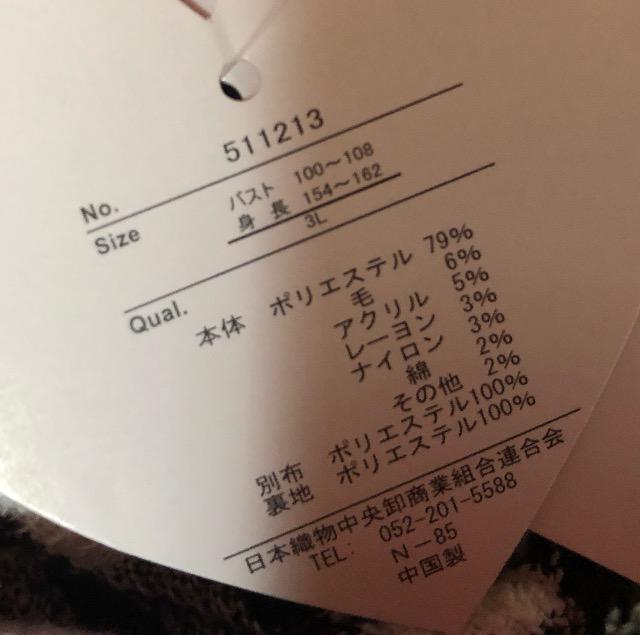 No. 511213
Size バスト 100～108
身長 154～162
3L
Qual.
本体 ポリエステル 79%
毛 6%
アクリル 5%
レーヨン 3%
ナイロン 3%
綿 2%
その他 2%
別布 ポリエステル100%
裏地 ポリエステル100%
日本織物中央卸商業組合連合会
TEL: 052-201-5588
N－85
中国製